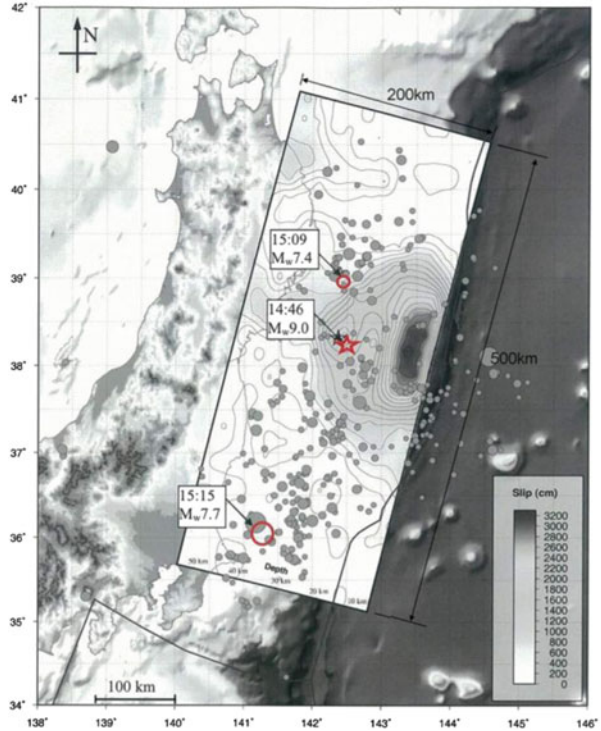 42˚
N
200km
41˚
40˚
15:09
Mw7.4
39˚
14:46
Mw9.0
38˚
500km
37˚
Slip (cm)
15:15
Mw7.7
3200
3000
2800
2600
2400
2200
2000
1800
1600
1400
1200
1000
800
600
400
200
0
36˚
Depth
50 km
40 km
30 km
20 km
10 km
35˚
100 km
34˚
138˚ 139˚ 140˚ 141˚ 142˚ 143˚ 144˚ 145˚ 146˚